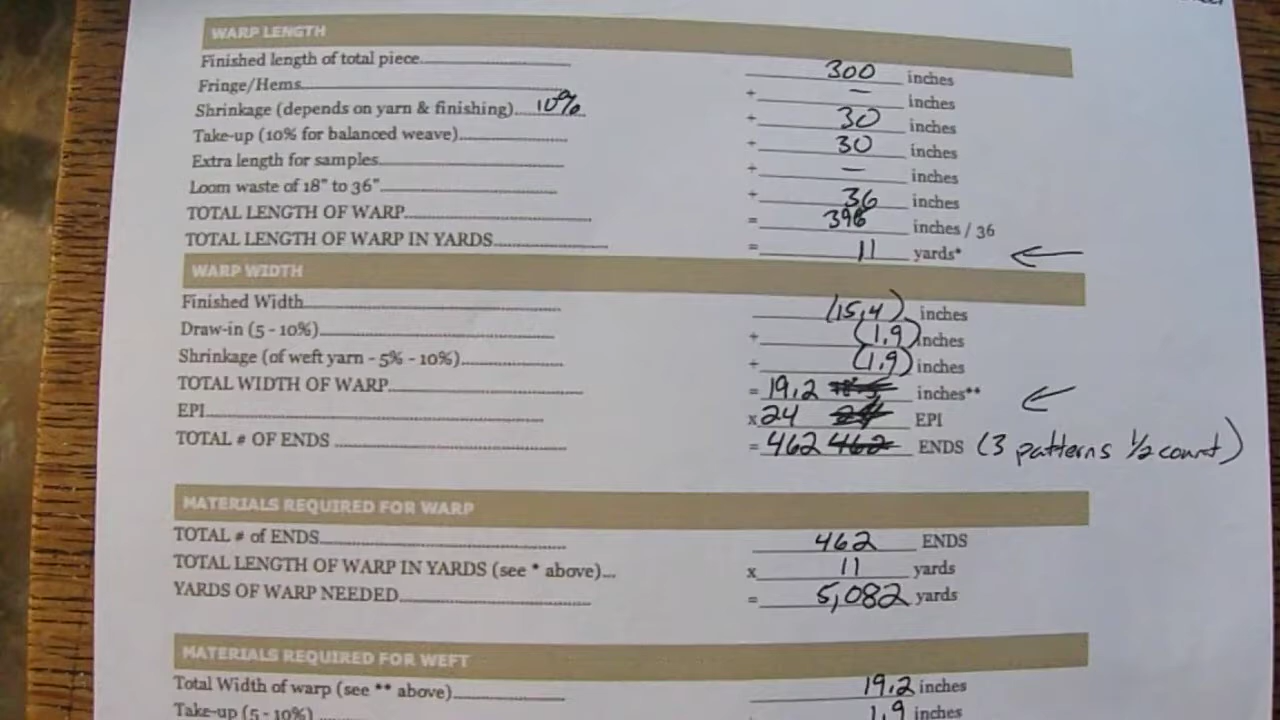 WARP LENGTH
Finished length of total piece 300 inches
Fringe/Hems + — inches
Shrinkage (depends on yarn & finishing) 10% + 30 inches
Take-up (10% for balanced weave) + 30 inches
Extra length for samples + — inches
Loom waste of 18" to 36" + 36 inches
TOTAL LENGTH OF WARP = 396 inches / 36
TOTAL LENGTH OF WARP IN YARDS = 11 yards* ←
WARP WIDTH
Finished Width (15,4) inches
Draw-in (5 - 10%) + (1.9) inches
Shrinkage (of weft yarn - 5% - 10%) + (1.9) inches
TOTAL WIDTH OF WARP = 19.2 inches** ←
EPI x 24 EPI
TOTAL # OF ENDS = 462 462 ENDS (3 patterns 1/2 count)
MATERIALS REQUIRED FOR WARP
TOTAL # of ENDS 462 ENDS
TOTAL LENGTH OF WARP IN YARDS (see * above)... x 11 yards
YARDS OF WARP NEEDED = 5,082 yards
MATERIALS REQUIRED FOR WEFT
Total Width of warp (see ** above) 19.2 inches
Take-up (5 - 10%) 1.9 inches